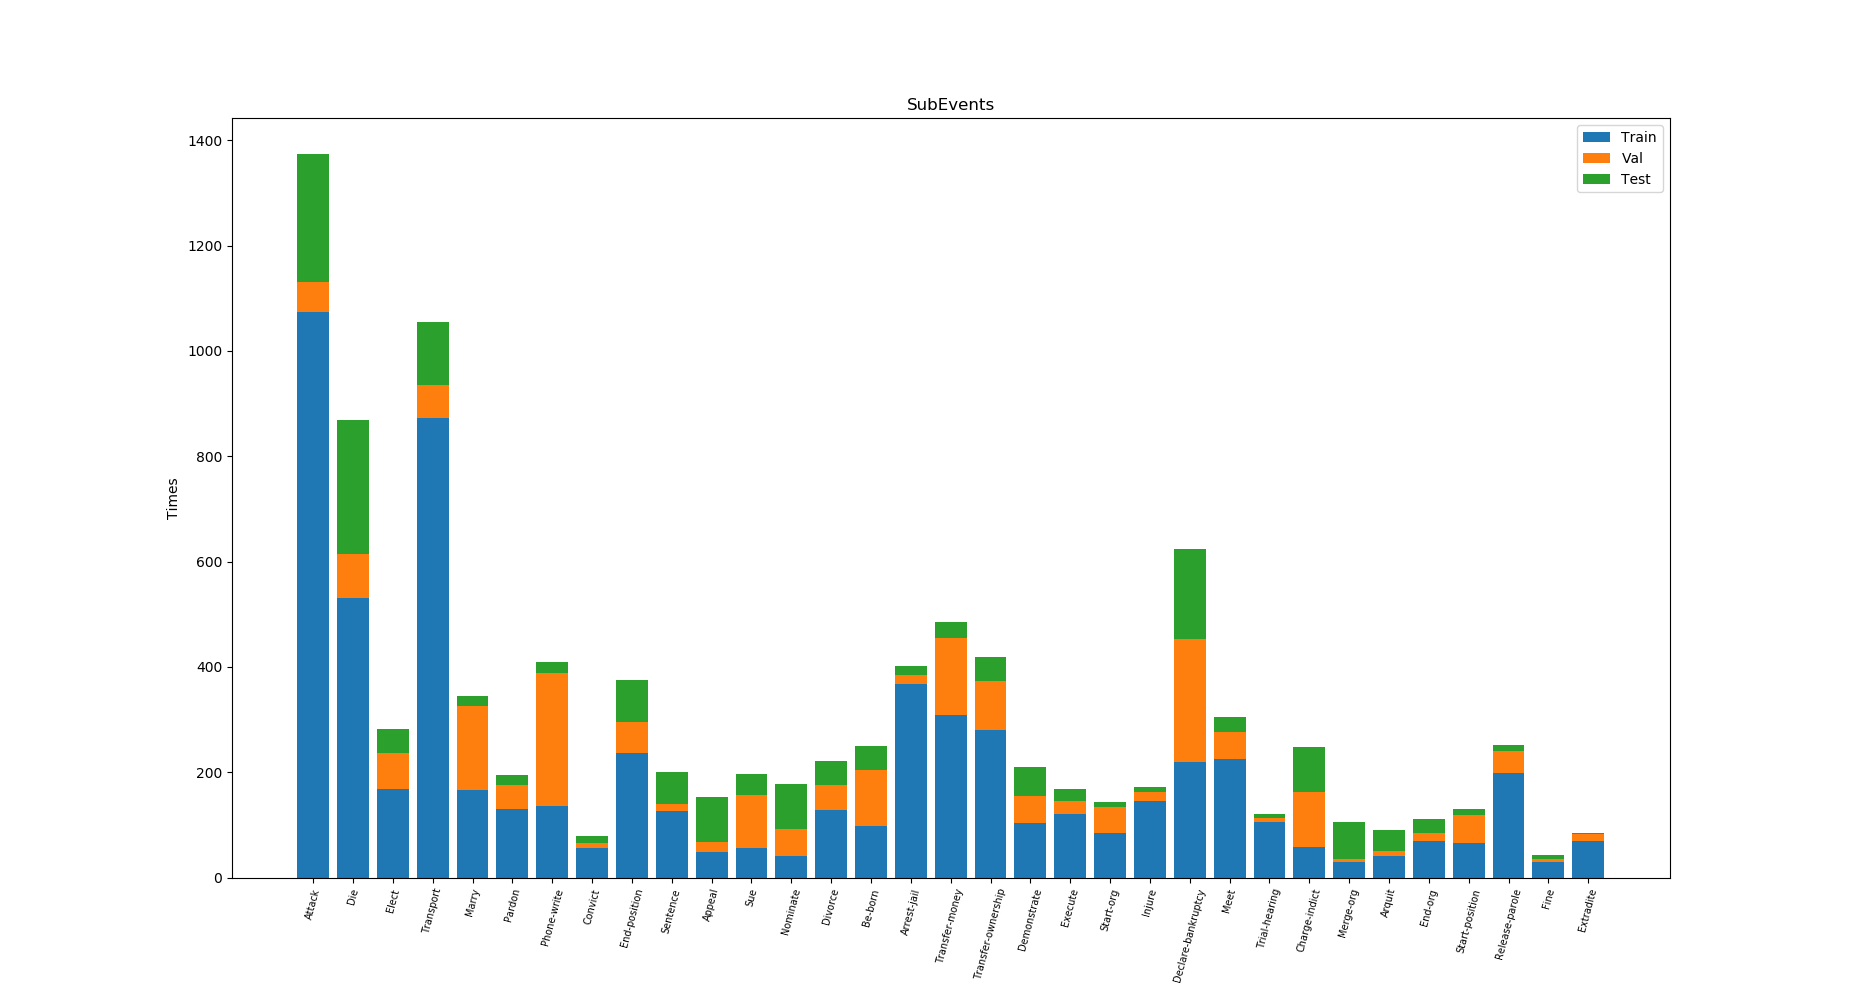 SubEvents
Train
Val
Test
Times
1400
1200
1000
800
600
400
200
0
Attack
Die
Elect
Transport
Marry
Pardon
Phone-write
Convict
End-position
Sentence
Appeal
Sue
Nominate
Divorce
Be-born
Arrest-jail
Transfer-money
Transfer-ownership
Demonstrate
Execute
Start-org
Injure
Declare-bankruptcy
Meet
Trial-hearing
Charge-indict
Merge-org
Arquit
End-org
Start-position
Release-parole
Fine
Extradite